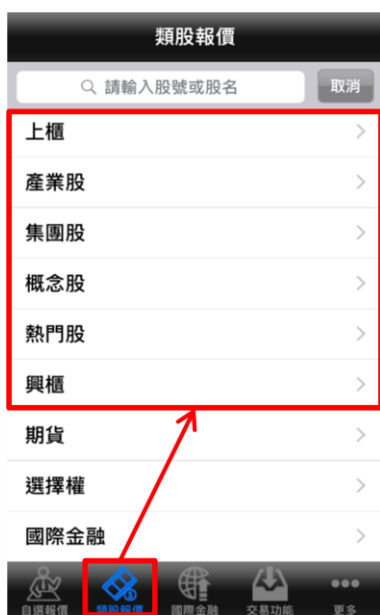 類股報價
請輸入股號或股名
取消
上櫃
產業股
集團股
概念股
熱門股
興櫃
期貨
選擇權
國際金融
自選報價 類股報價 國際金融 交易功能 更多